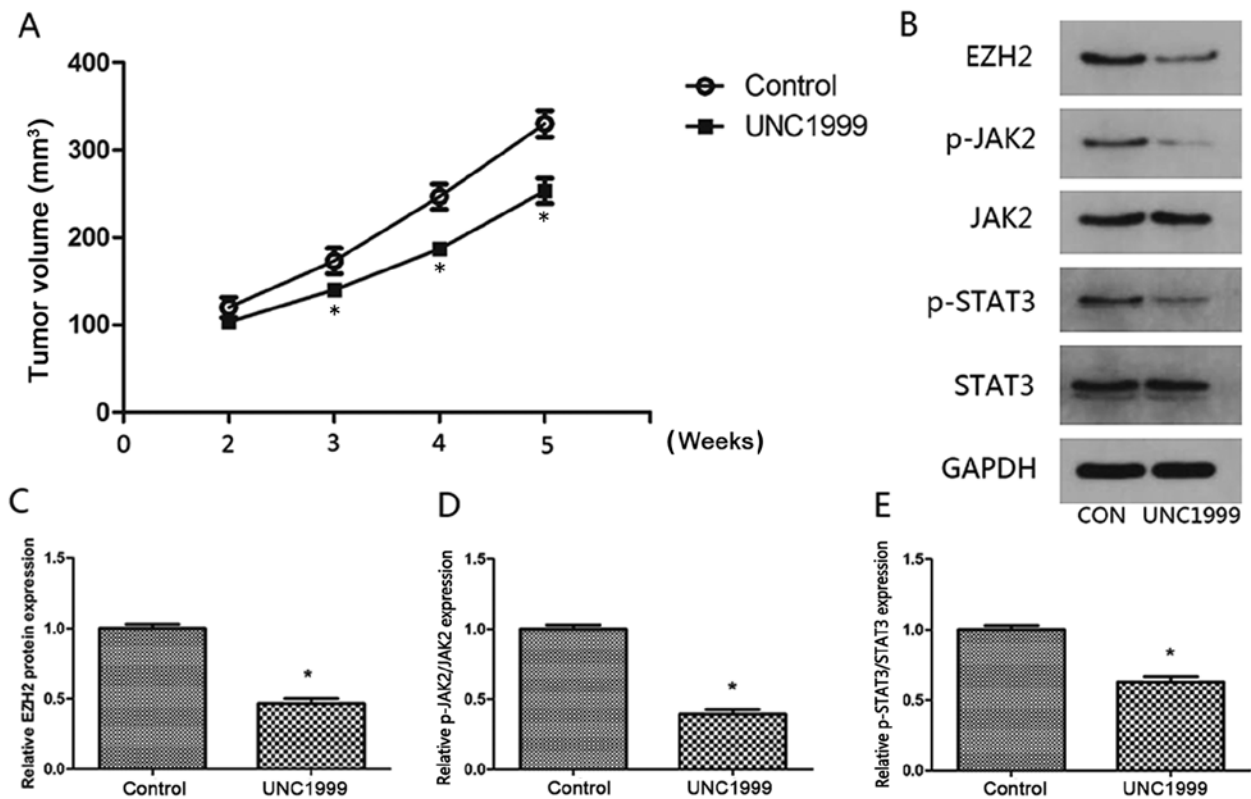 A
Tumor volume (mm³)
400
300
200
100
0
0 2 3 4 5 (Weeks)
Control
UNC1999
*
*
*
B
EZH2
p-JAK2
JAK2
p-STAT3
STAT3
GAPDH
CON UNC1999
C
Relative EZH2 protein expression
1.5
1.0
0.5
0.0
*
Control UNC1999
D
Relative p-JAK2/JAK2 expression
1.5
1.0
0.5
0.0
*
Control UNC1999
E
Relative p-STAT3/STAT3 expression
1.5
1.0
0.5
0.0
*
Control UNC1999